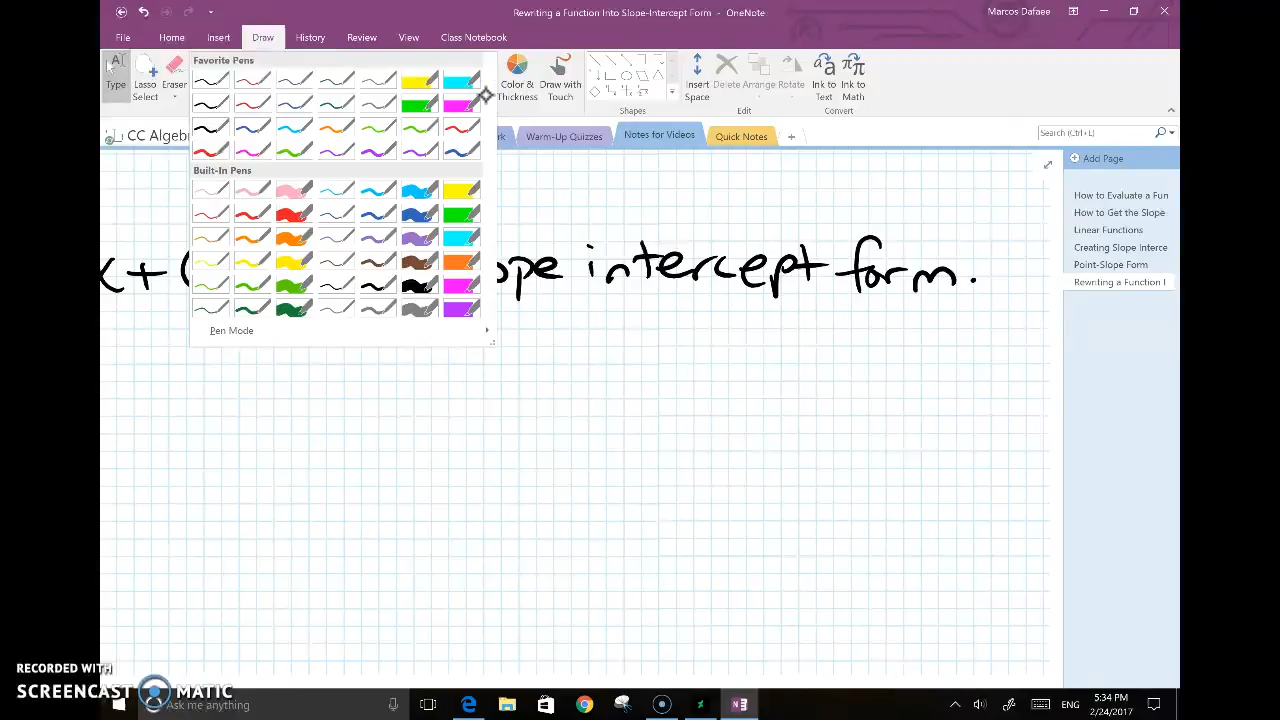 Rewriting a Function Into Slope-Intercept Form - OneNote
Marcos Dafaee
File Home Insert Draw History Review View Class Notebook
Type
Lasso Select
Eraser
Favorite Pens
Built-In Pens
Pen Mode
Color & Thickness
Draw with Touch
Shapes
Insert Space
Delete Arrange Rotate
Edit
Ink to Text
Ink to Math
Convert
CC Algeb
Warm-Up Quizzes
Notes for Videos
Quick Notes
Search (Ctrl+E)
Add Page
How to Evaluate a Fun
How to Get the Slope
Linear Functions
Creating Slope Interce
Point-Slope Form
Rewriting a Function I
x + ( ope intercept form.
RECORDED WITH
SCREENCAST MATIC
Ask me anything
ENG
5:34 PM
2/24/2017